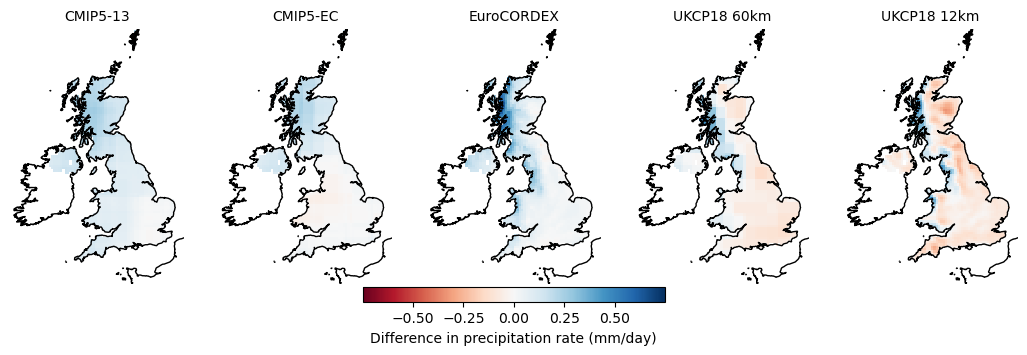 CMIP5-13 CMIP5-EC EuroCORDEX UKCP18 60km UKCP18 12km
−0.50 −0.25 0.00 0.25 0.50
Difference in precipitation rate (mm/day)